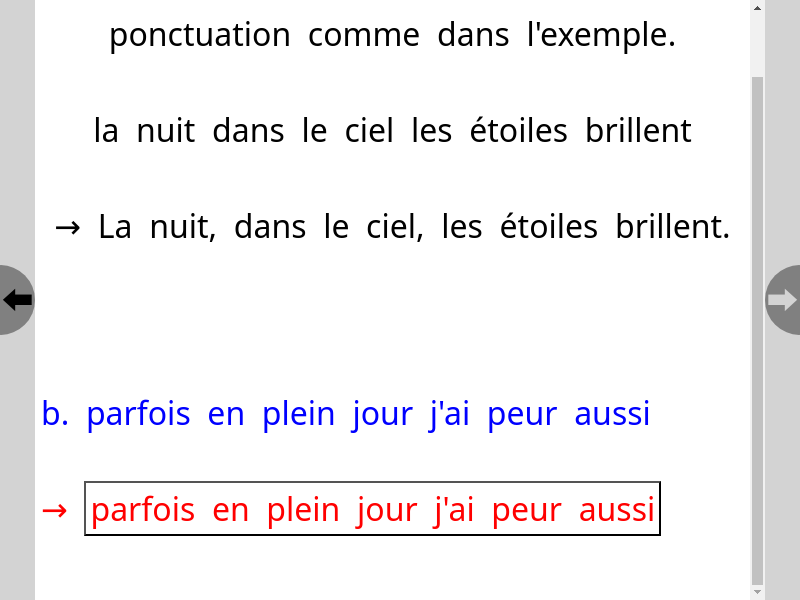 ponctuation comme dans l'exemple.
la nuit dans le ciel les étoiles brillent
→ La nuit, dans le ciel, les étoiles brillent.
b. parfois en plein jour j'ai peur aussi
→ parfois en plein jour j'ai peur aussi